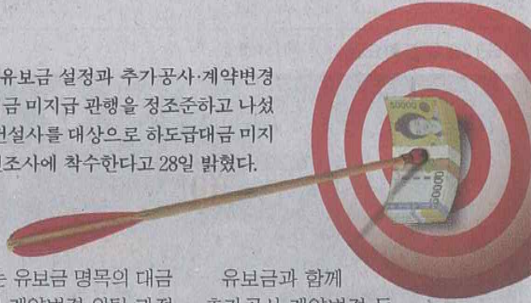 유보금 설정과 추가공사·계약변경
금 미지급 관행을 정조준하고 나섰
건설사를 대상으로 하도급대금 미지
조사에 착수한다고 28일 밝혔다.
50000
는 유보금 명목의 대금
유보금과 함께